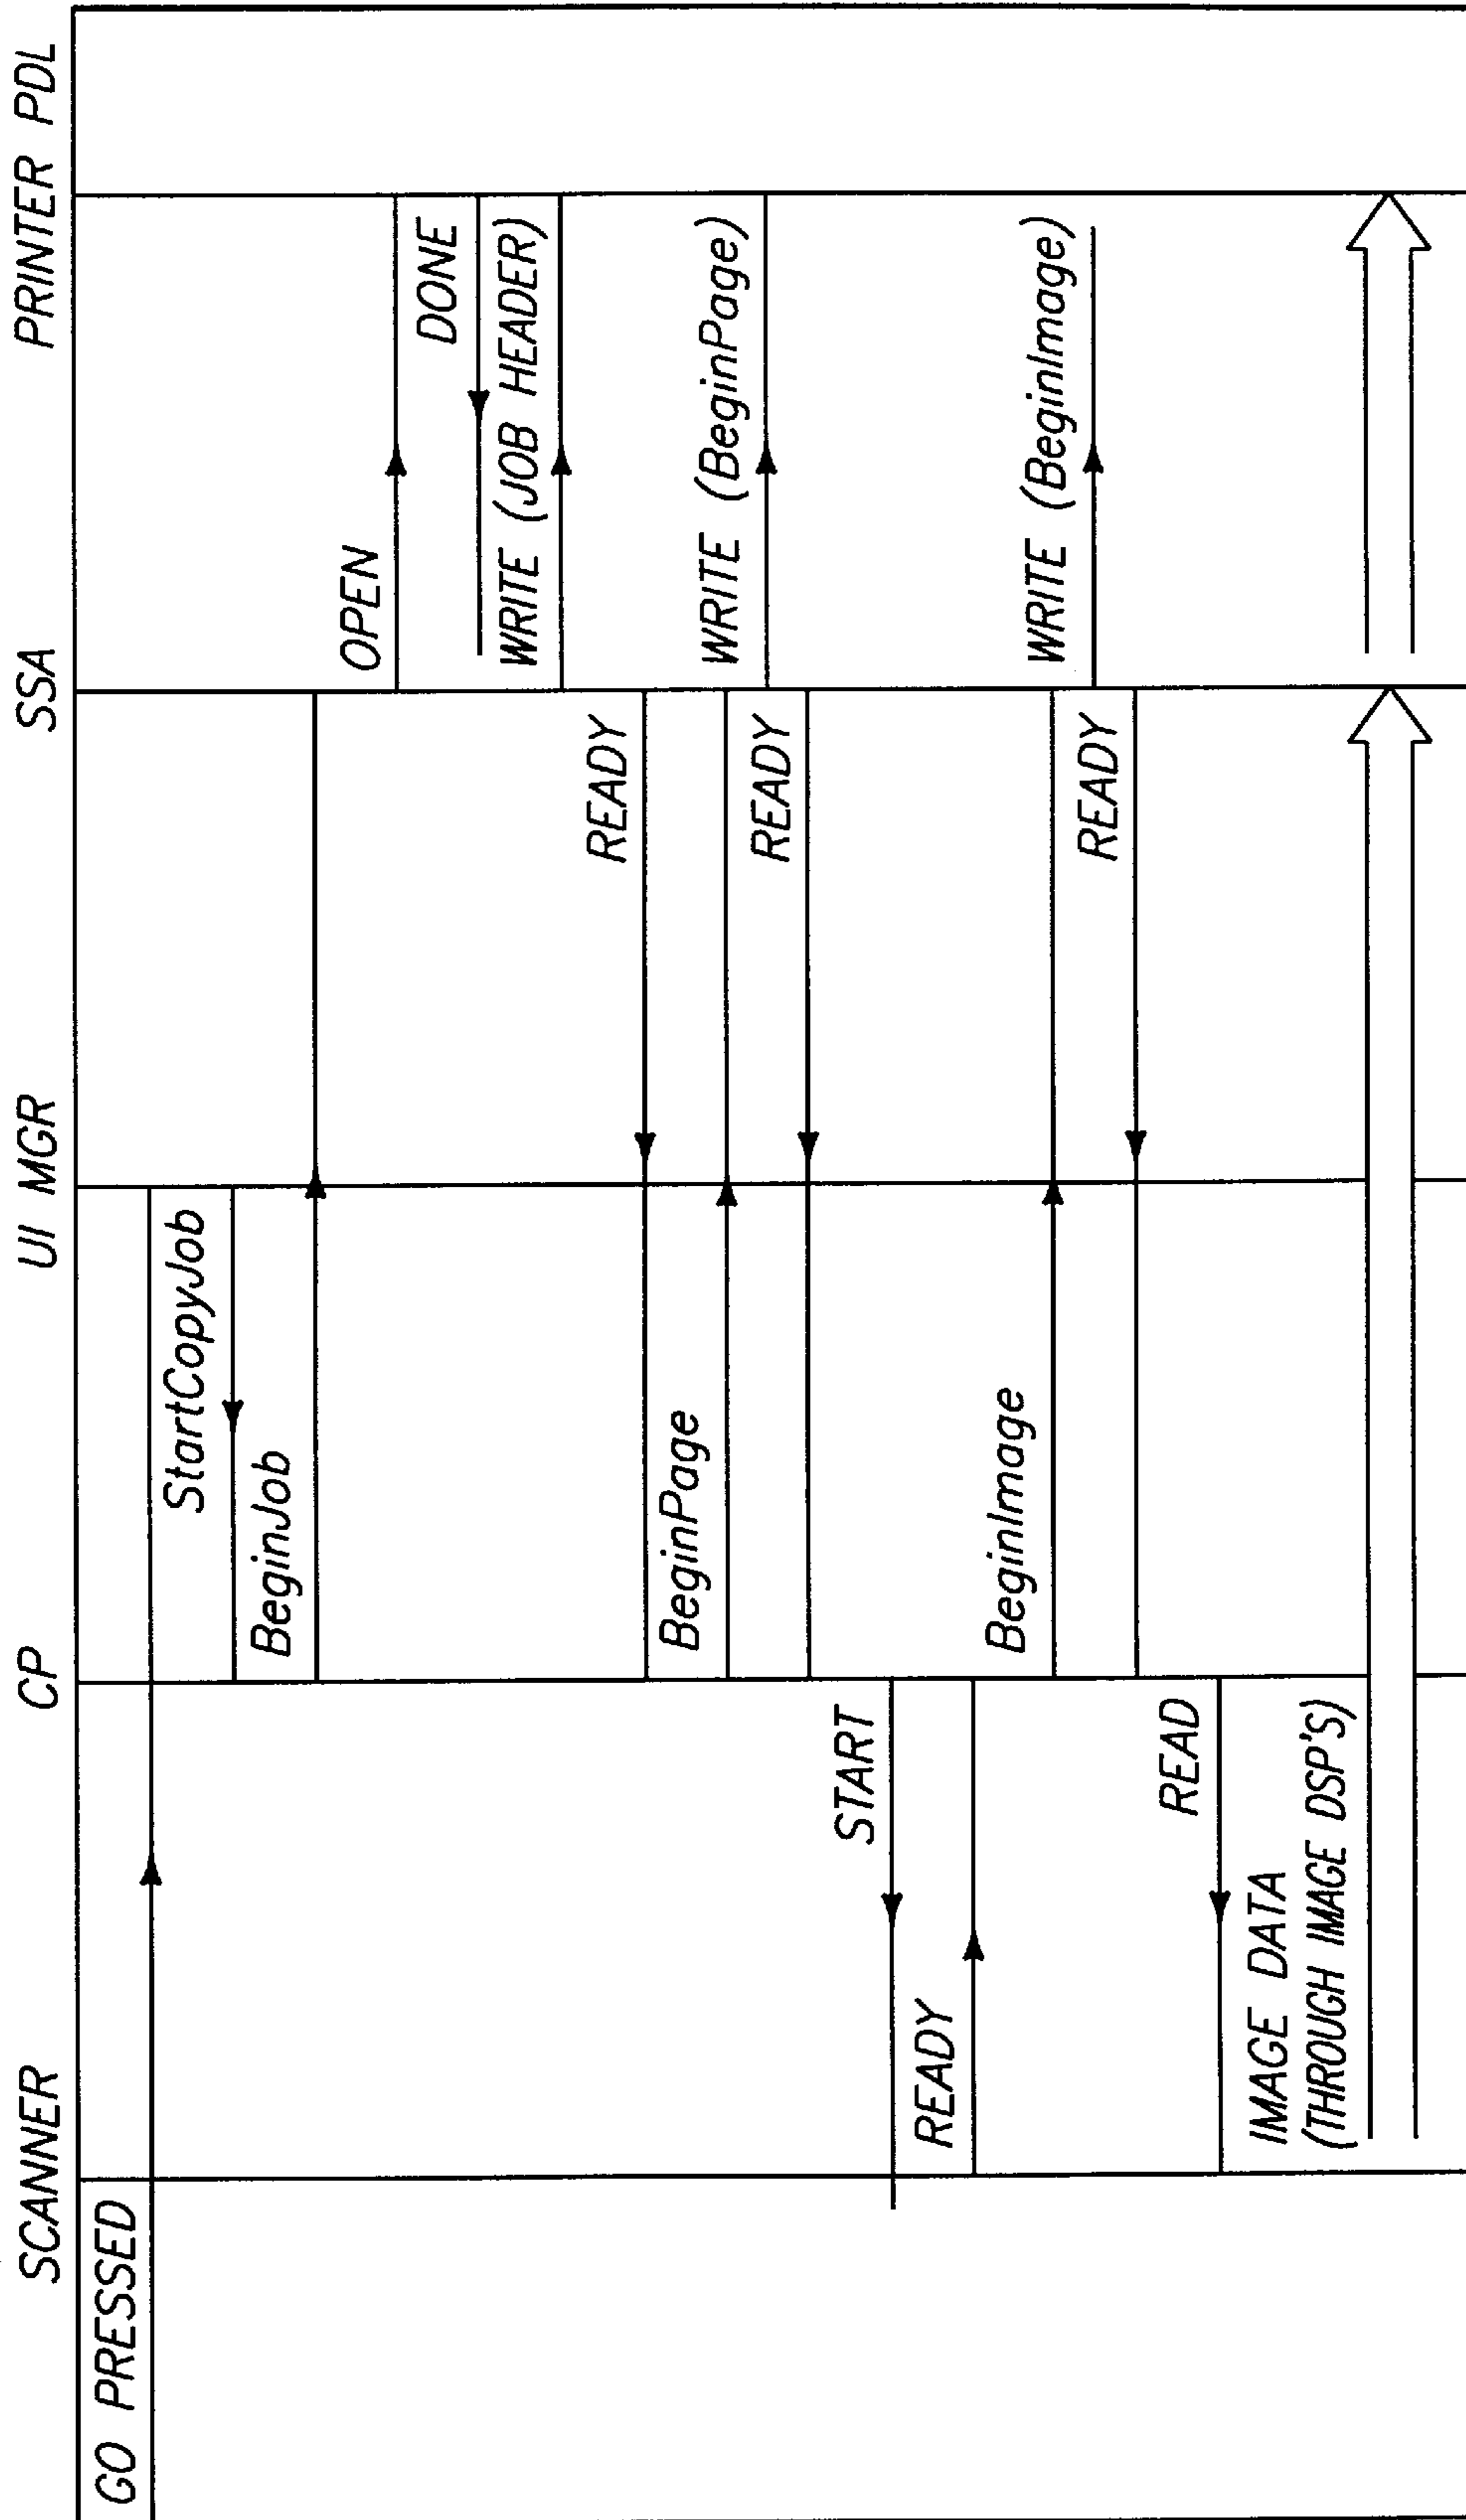 SCANNER
CP
UI MGR
SSA
PRINTER PDL
GO PRESSED
StartCopyJob
BeginJob
OPEN
DONE
WRITE (JOB HEADER)
READY
BeginPage
WRITE (BeginPage)
READY
START
READY
BeginImage
WRITE (BeginImage)
READY
READ
IMAGE DATA
(THROUGH IMAGE DSP'S)